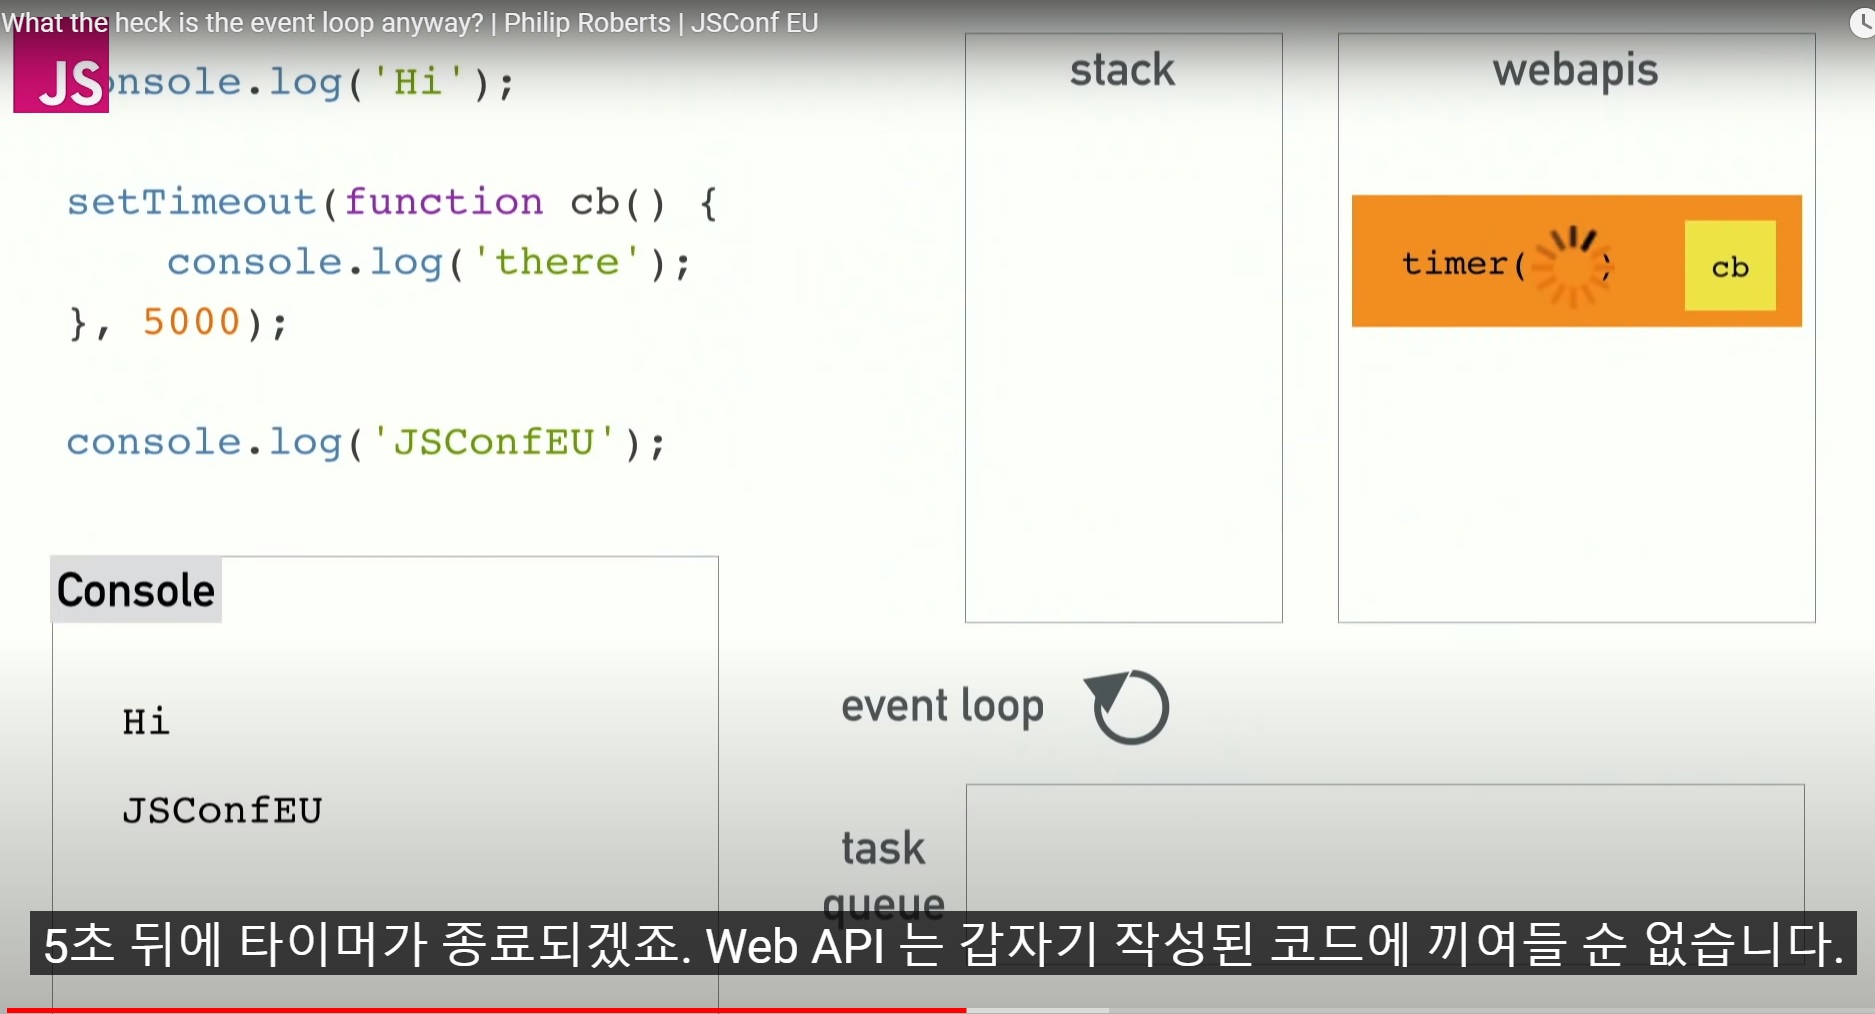 What the heck is the event loop anyway? | Philip Roberts | JSConf EU
JS
onsole.log('Hi');
setTimeout(function cb() {
console.log('there');
}, 5000);
console.log('JSConfEU');
Console
Hi
JSConfEU
stack
webapis
timer( )
cb
event loop
task
queue
5초 뒤에 타이머가 종료되겠죠. Web API 는 갑자기 작성된 코드에 끼여들 순 없습니다.